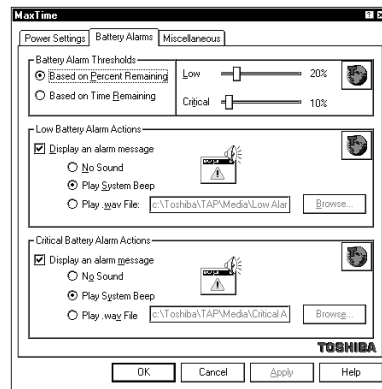 MaxTime
Power Settings Battery Alarms Miscellaneous
Battery Alarm Thresholds
Based on Percent Remaining
Low 20%
Based on Time Remaining
Critical 10%
Low Battery Alarm Actions
Display an alarm message
No Sound
Play System Beep
Play .wav File: c:\Toshiba\TAP\Media\Low Alar Browse...
Critical Battery Alarm Actions
Display an alarm message
No Sound
Play System Beep
Play .wav File c:\Toshiba\TAP\Media\Critical A Browse...
TOSHIBA
OK Cancel Apply Help